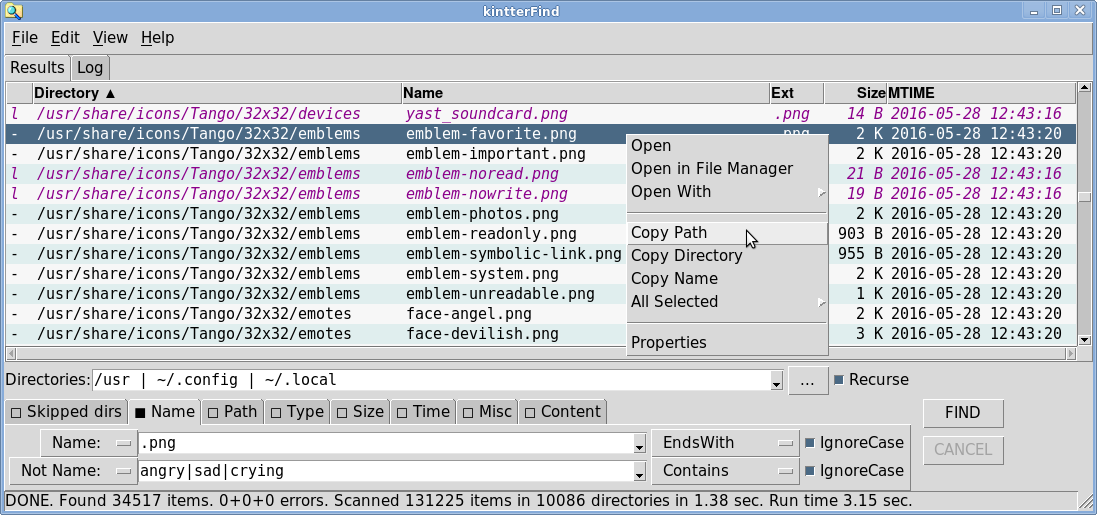 kintterFind
File Edit View Help
Results Log
Directory ▲ Name Ext Size MTIME
l /usr/share/icons/Tango/32x32/devices yast_soundcard.png .png 14 B 2016-05-28 12:43:16
- /usr/share/icons/Tango/32x32/emblems emblem-favorite.png .png 2 K 2016-05-28 12:43:20
- /usr/share/icons/Tango/32x32/emblems emblem-important.png 2 K 2016-05-28 12:43:20
l /usr/share/icons/Tango/32x32/emblems emblem-noread.png 21 B 2016-05-28 12:43:16
l /usr/share/icons/Tango/32x32/emblems emblem-nowrite.png 19 B 2016-05-28 12:43:16
- /usr/share/icons/Tango/32x32/emblems emblem-photos.png 2 K 2016-05-28 12:43:20
- /usr/share/icons/Tango/32x32/emblems emblem-readonly.png 903 B 2016-05-28 12:43:20
- /usr/share/icons/Tango/32x32/emblems emblem-symbolic-link.png 955 B 2016-05-28 12:43:20
- /usr/share/icons/Tango/32x32/emblems emblem-system.png 2 K 2016-05-28 12:43:20
- /usr/share/icons/Tango/32x32/emblems emblem-unreadable.png 1 K 2016-05-28 12:43:20
- /usr/share/icons/Tango/32x32/emotes face-angel.png 2 K 2016-05-28 12:43:20
- /usr/share/icons/Tango/32x32/emotes face-devilish.png 3 K 2016-05-28 12:43:20
Open
Open in File Manager
Open With
Copy Path
Copy Directory
Copy Name
All Selected
Properties
Directories: /usr | ~/.config | ~/.local ... Recurse
Skipped dirs Name Path Type Size Time Misc Content
FIND
Name: .png EndsWith IgnoreCase
CANCEL
Not Name: angry|sad|crying Contains IgnoreCase
DONE. Found 34517 items. 0+0+0 errors. Scanned 131225 items in 10086 directories in 1.38 sec. Run time 3.15 sec.